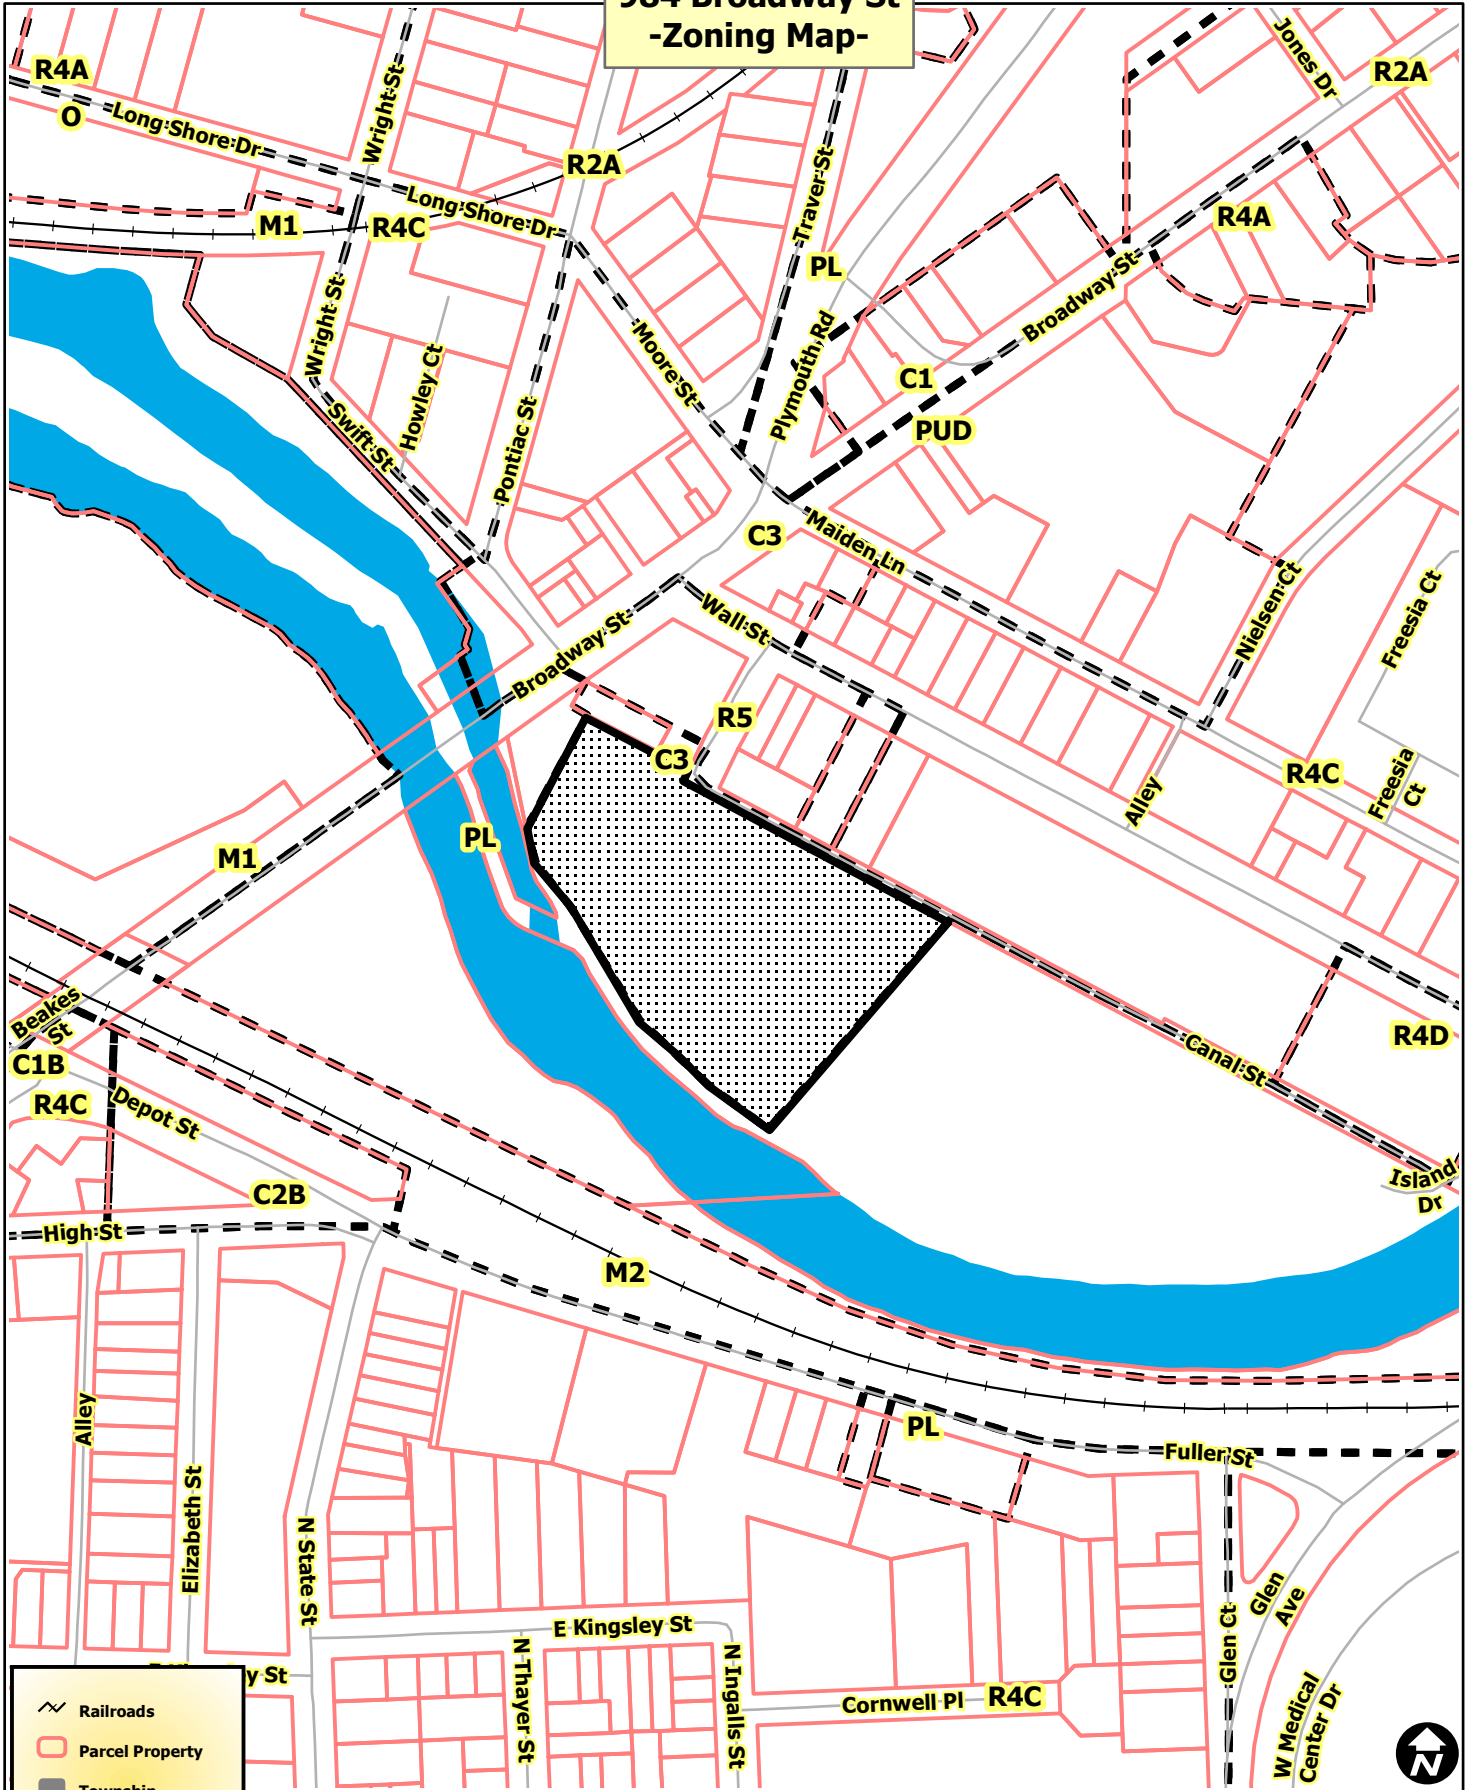 984 Broadway St
-Zoning Map-
Jones Dr
R2A
R4A
O
Long Shore Dr
Wright St
R2A
Traver St
Long Shore Dr
M1
R4C
R4A
PL
Broadway St
Wright St
Moore St
Plymouth Rd
C1
Howley Ct
Swift St
Pontiac St
PUD
C3
Maiden Ln
Nielsen Ct
Freesia Ct
Wall St
Broadway St
R5
C3
R4C
Freesia
Ct
Alley
PL
M1
Beakes
St
C1B
R4C
Depot St
R4D
Canal St
Island
Dr
C2B
High St
M2
Alley
PL
Fuller St
Elizabeth St
N State St
Glen
Ave
Glen Ct
E Kingsley St
N Thayer St
N Ingalls St
Cornwell Pl
R4C
W Medical
Center Dr
Railroads
Parcel Property
Township
N